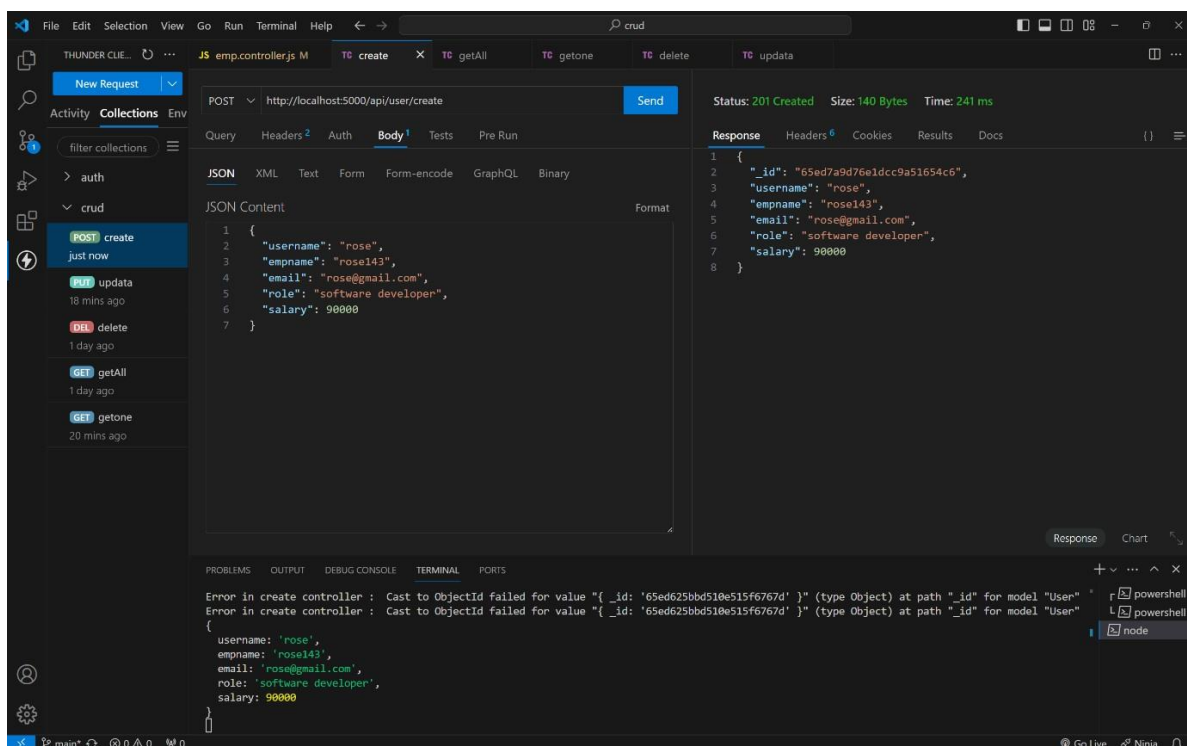 File Edit Selection View Go Run Terminal Help crud
THUNDER CLIE... JS emp.controller.js M TC create TC getAll TC getone TC delete TC updata
New Request
Activity Collections Env
filter collections
auth
crud
POST create
just now
PUT updata
18 mins ago
DEL delete
1 day ago
GET getAll
1 day ago
GET getone
20 mins ago
POST http://localhost:5000/api/user/create Send
Query Headers 2 Auth Body 1 Tests Pre Run
JSON XML Text Form Form-encode GraphQL Binary
JSON Content Format
1 {
2 "username": "rose",
3 "empname": "rose143",
4 "email": "rose@gmail.com",
5 "role": "software developer",
6 "salary": 90000
7 }
Status: 201 Created Size: 140 Bytes Time: 241 ms
Response Headers 6 Cookies Results Docs {}
1 {
2 "_id": "65ed7a9d76e1dcc9a51654c6",
3 "username": "rose",
4 "empname": "rose143",
5 "email": "rose@gmail.com",
6 "role": "software developer",
7 "salary": 90000
8 }
Response Chart
PROBLEMS OUTPUT DEBUG CONSOLE TERMINAL PORTS
Error in create controller : Cast to ObjectId failed for value "{ _id: '65ed625bbd510e515f6767d' }" (type Object) at path "_id" for model "User"
Error in create controller : Cast to ObjectId failed for value "{ _id: '65ed625bbd510e515f6767d' }" (type Object) at path "_id" for model "User"
{
username: 'rose',
empname: 'rose143',
email: 'rose@gmail.com',
role: 'software developer',
salary: 90000
}
powershell
powershell
node
main* 0 0 0 Go Live Ninja